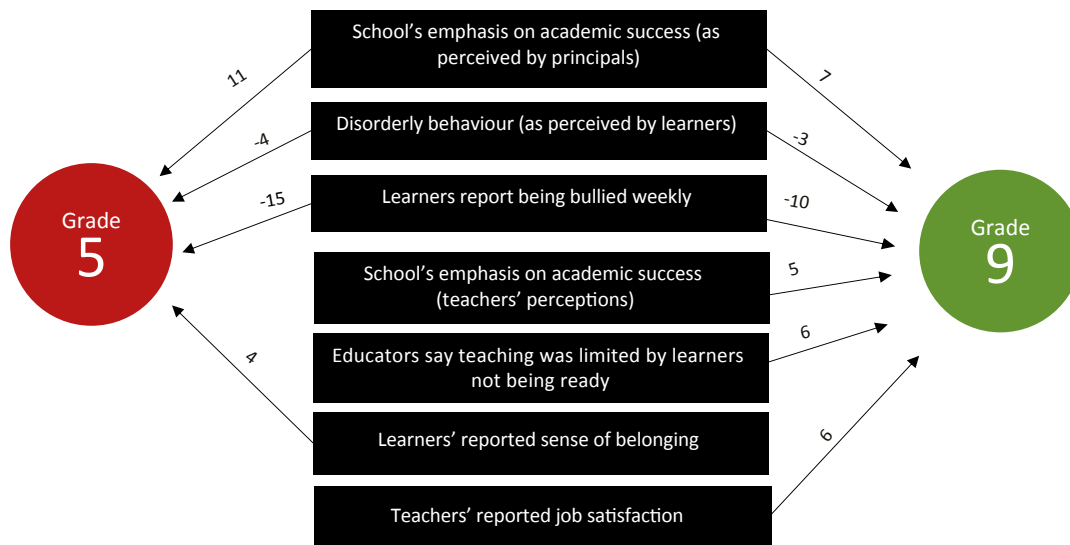 School’s emphasis on academic success (as
perceived by principals)
11
7
Disorderly behaviour (as perceived by learners)
-4
-3
Learners report being bullied weekly
-15
-10
Grade
5
Grade
9
School’s emphasis on academic success
(teachers’ perceptions)
5
Educators say teaching was limited by learners
not being ready
6
4
Learners’ reported sense of belonging
6
Teachers’ reported job satisfaction